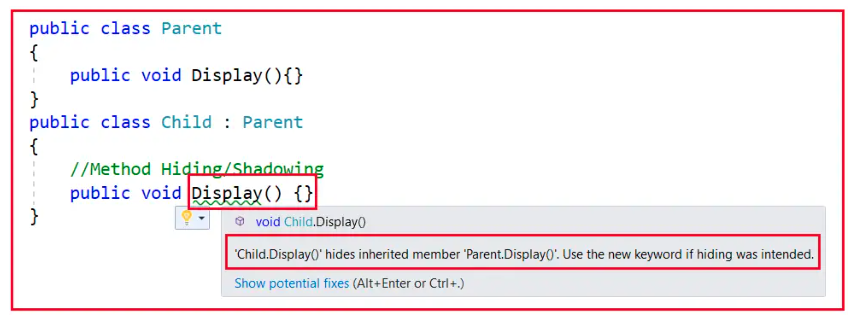 public class Parent
{
    public void Display(){}
}
public class Child : Parent
{
    //Method Hiding/Shadowing
    public void Display() {}
}
void Child.Display()
'Child.Display()' hides inherited member 'Parent.Display()'. Use the new keyword if hiding was intended.
Show potential fixes (Alt+Enter or Ctrl+.)